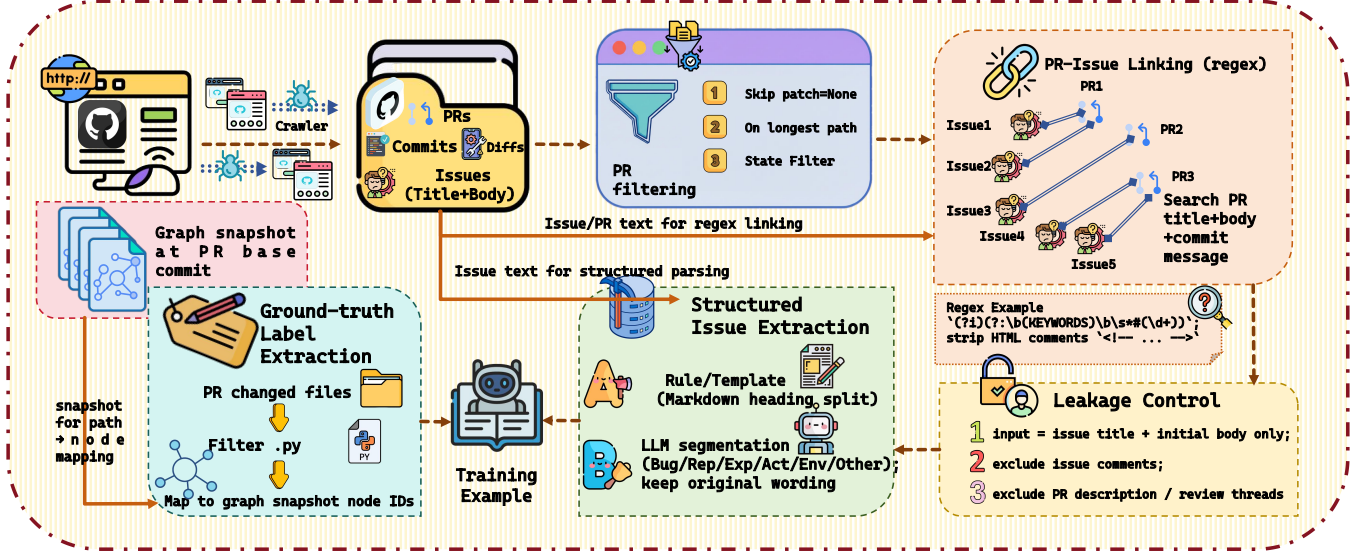 http://
Crawler
PRs
Commits
Diffs
Issues
(Title+Body)
1 Skip patch=None
2 On longest path
3 State Filter
PR
filtering
PR-Issue Linking (regex)
PR1
Issue1
PR2
Issue2
PR3
Issue3
Issue4
Issue5
Search PR
title+body
+commit
message
Issue/PR text for regex linking
Issue text for structured parsing
Graph snapshot
at PR base
commit
Regex Example
`(?i)(?:\b(KEYWORDS)\b\s*#(\d+))`;
strip HTML comments `<!-- ... -->`
Ground-truth
Label
Extraction
PR changed files
Filter .py
PY
Map to graph snapshot node IDs
snapshot
for path
→ node
mapping
Training
Example
Structured
Issue Extraction
A
Rule/Template
(Markdown heading split)
B
LLM segmentation
(Bug/Rep/Exp/Act/Env/Other);
keep original wording
Leakage Control
1 input = issue title + initial body only;
2 exclude issue comments;
3 exclude PR description / review threads